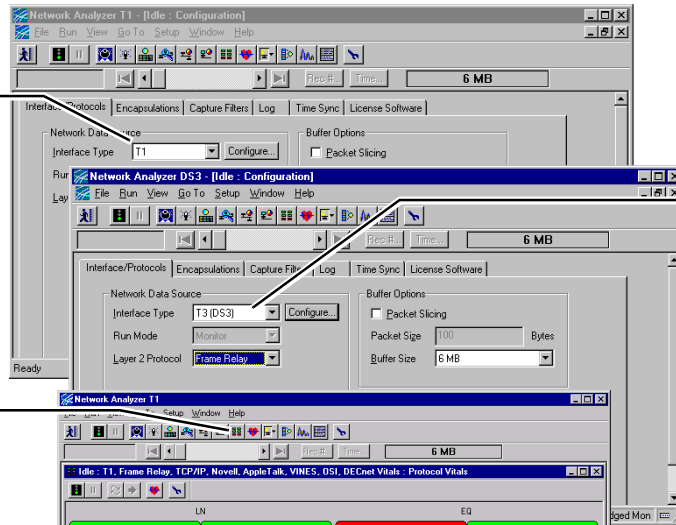 Network Analyzer T1 - [Idle : Configuration]
File Run View Go To Setup Window Help
Rec #... Time... 6 MB
Interface/Protocols Encapsulations Capture Filters Log Time Sync License Software
Network Data Source Buffer Options
Interface Type T1 Configure... Packet Slicing
Network Analyzer DS3 - [Idle : Configuration]
File Run View Go To Setup Window Help
Rec #... Time... 6 MB
Interface/Protocols Encapsulations Capture Log Time Sync License Software
Network Data Source Buffer Options
Interface Type T3 (DS3) Configure... Packet Slicing
Run Mode Monitor Packet Size 100 Bytes
Layer 2 Protocol Frame Relay Buffer Size 6 MB
Ready
Network Analyzer T1
Setup Window Help
Rec #... Time... 6 MB
Idle : T1, Frame Relay, TCP/IP, Novell, AppleTalk, VINES, OSI, DECnet Vitals : Protocol Vitals
LN EQ
Mon